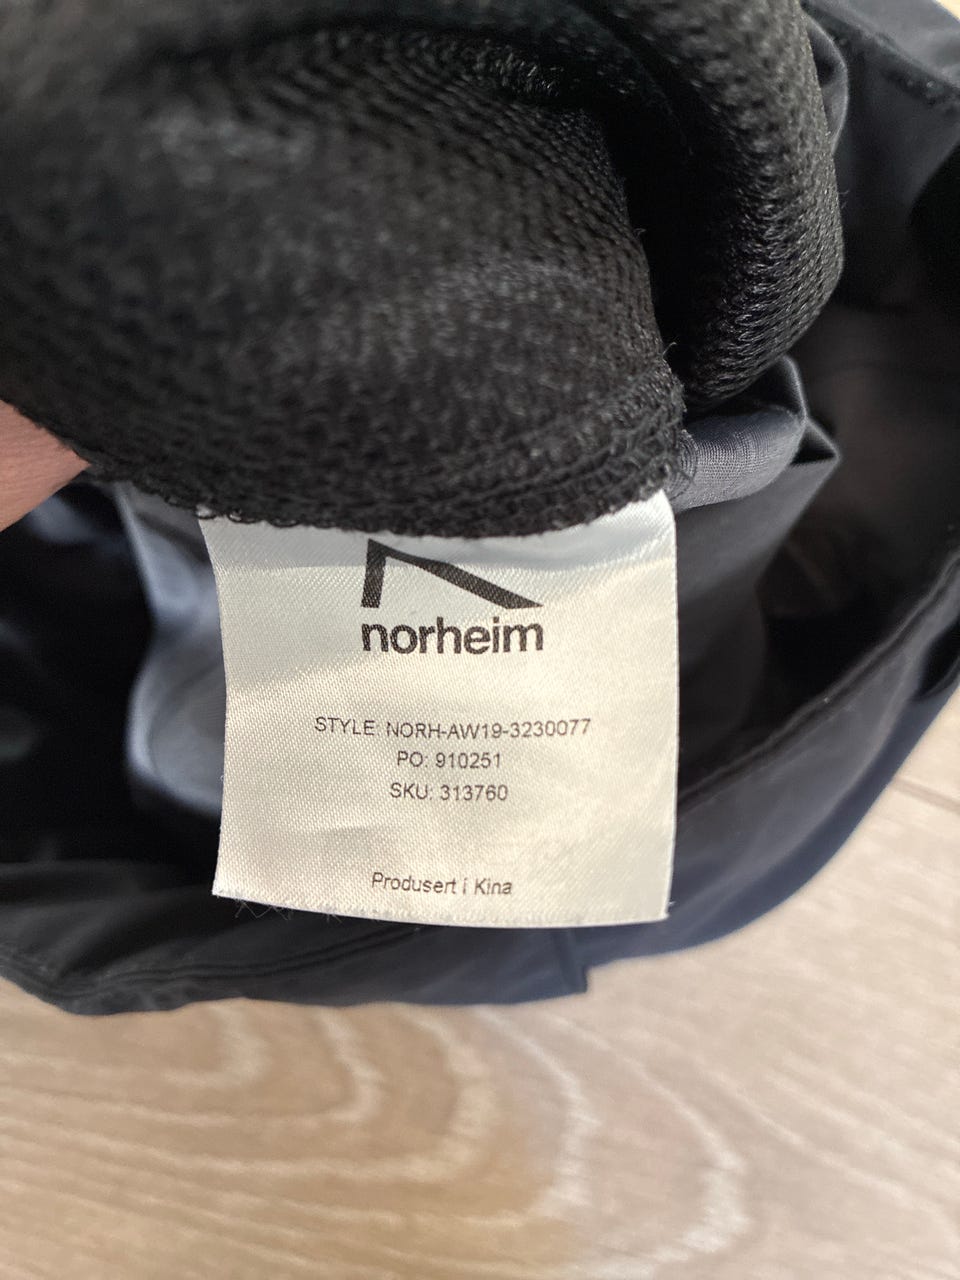 norheim
STYLE: NORH-AW19-3230077
PO: 910251
SKU: 313760
Produsert i Kina